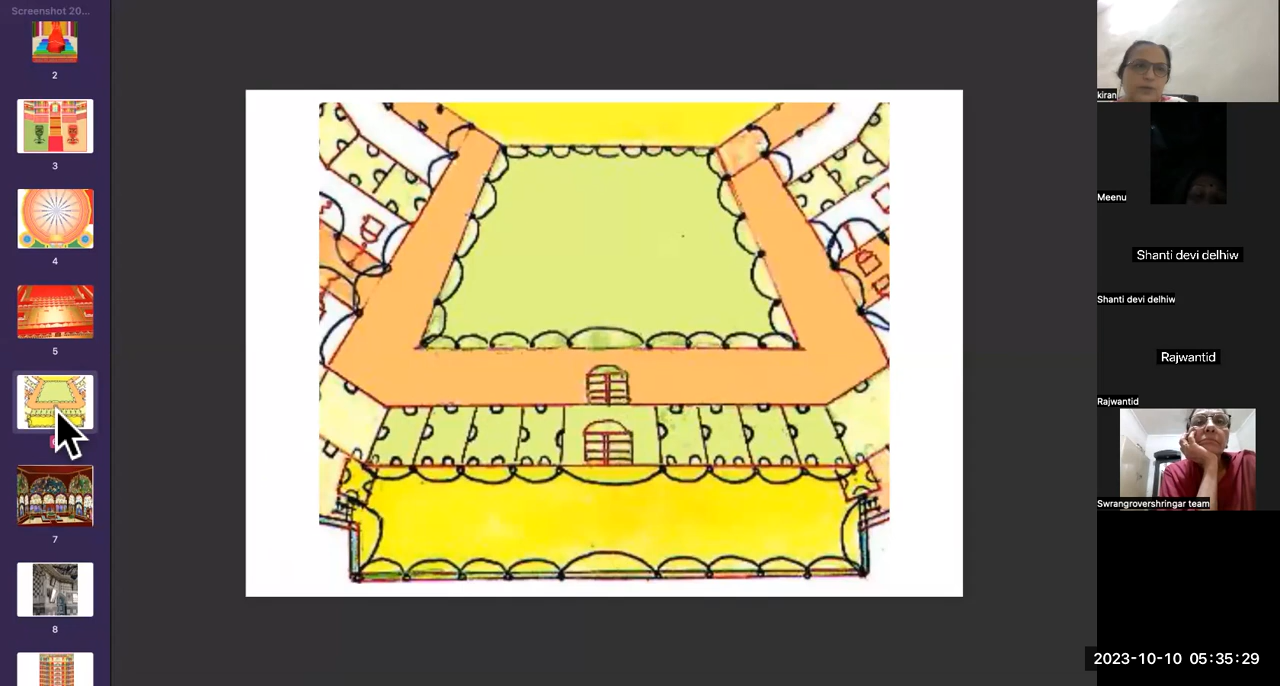 Screenshot 20...
2
3
4
5
7
8
kiran
Meenu
Shanti devi delhiw
Shanti devi delhiw
Rajwantid
Rajwantid
Swrangrovershringar team
2023-10-10 05:35:29